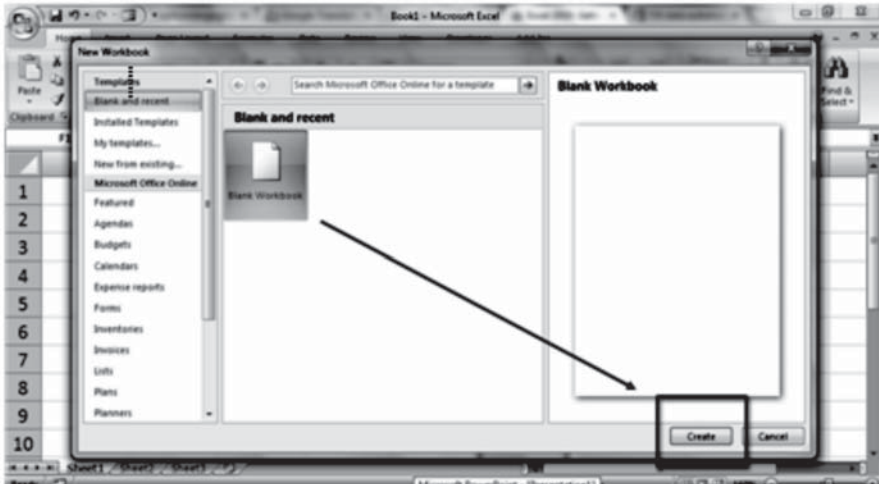 Book1 - Microsoft Excel
New Workbook
Paste
Clipboard
Find &
Select
Templates
Blank and recent
Installed Templates
My templates...
New from existing...
Microsoft Office Online
Featured
Agendas
Budgets
Calendars
Expense reports
Forms
Inventories
Invoices
Lists
Plans
Planners
Search Microsoft Office Online for a template
Blank and recent
Blank Workbook
Blank Workbook
Create
Cancel
1
2
3
4
5
6
7
8
9
10
Sheet1
Sheet2
Sheet3
Ready